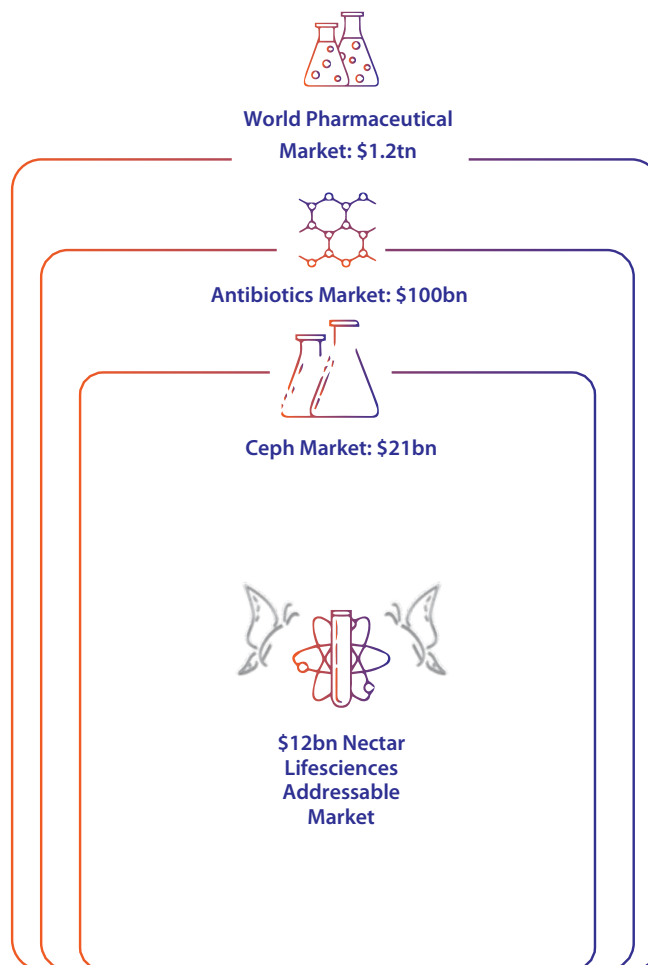 World Pharmaceutical
Market: $1.2tn
Antibiotics Market: $100bn
Ceph Market: $21bn
$12bn Nectar
Lifesciences
Addressable
Market